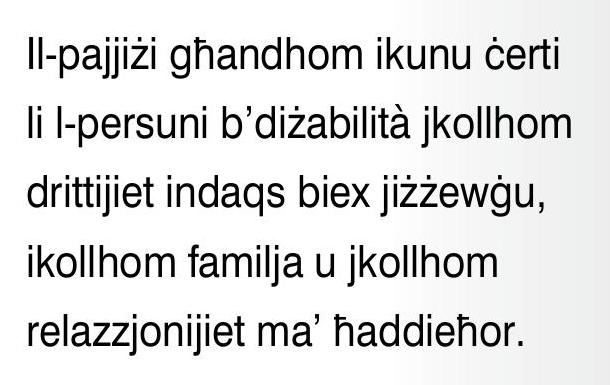 Il-pajjiżi għandhom ikunu ċerti
li l-persuni b’diżabilità jkollhom
drittijiet indaqs biex jiżżewġu,
ikollhom familja u jkollhom
relazzjonijiet ma’ ħaddieħor.